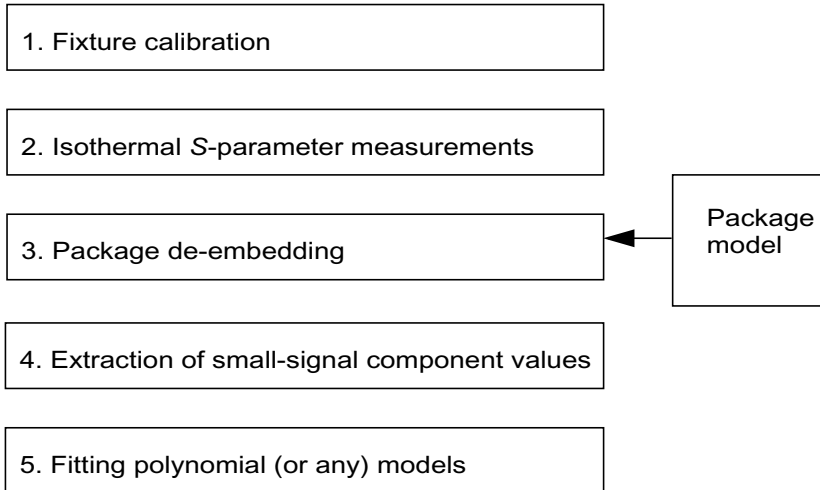 1. Fixture calibration
2. Isothermal S-parameter measurements
3. Package de-embedding
Package
model
4. Extraction of small-signal component values
5. Fitting polynomial (or any) models